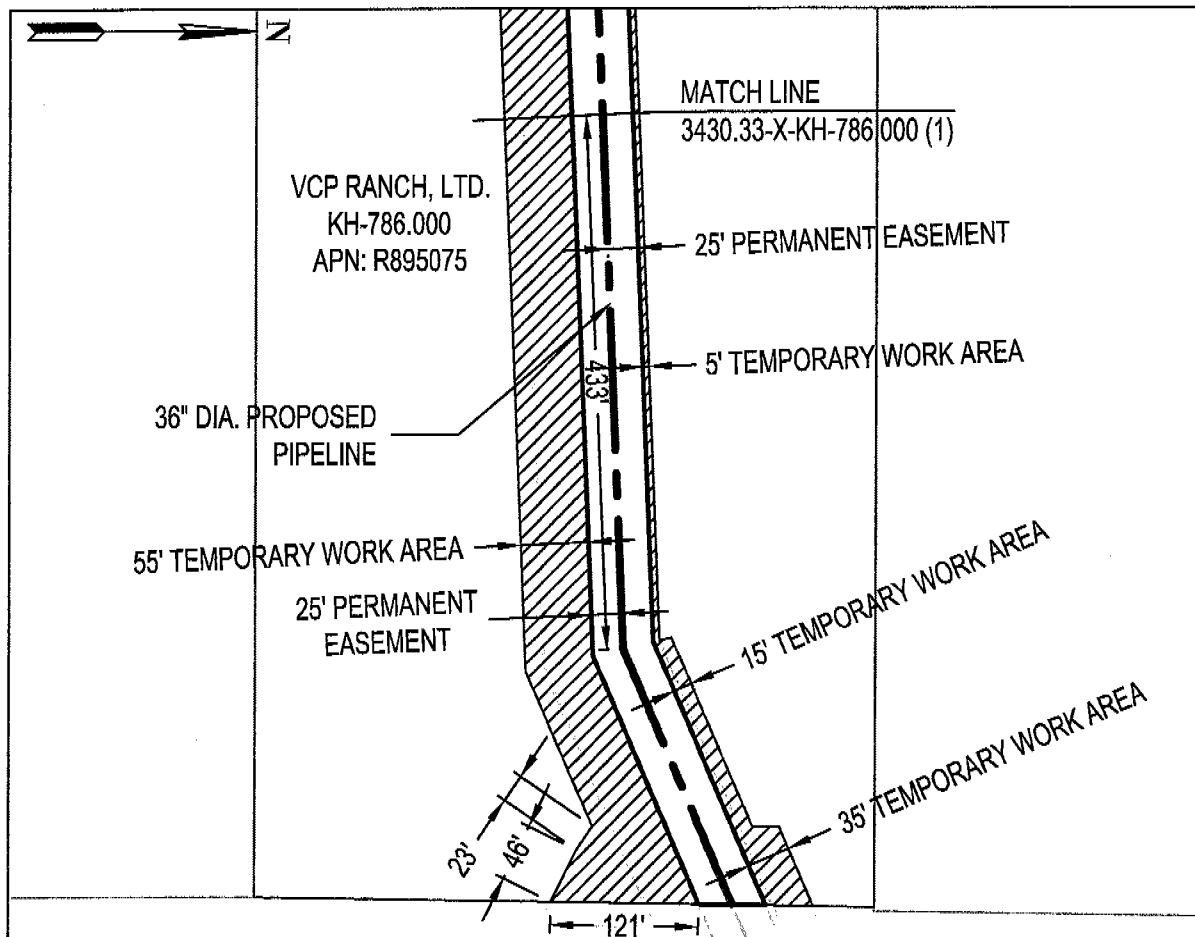 N
MATCH LINE
3430.33-X-KH-786.000 (1)
VCP RANCH, LTD.
KH-786.000
APN: R895075
25' PERMANENT EASEMENT
5' TEMPORARY WORK AREA
433'
36" DIA. PROPOSED
PIPELINE
55' TEMPORARY WORK AREA
25' PERMANENT
EASEMENT
15' TEMPORARY WORK AREA
35' TEMPORARY WORK AREA
23'
46'
121'